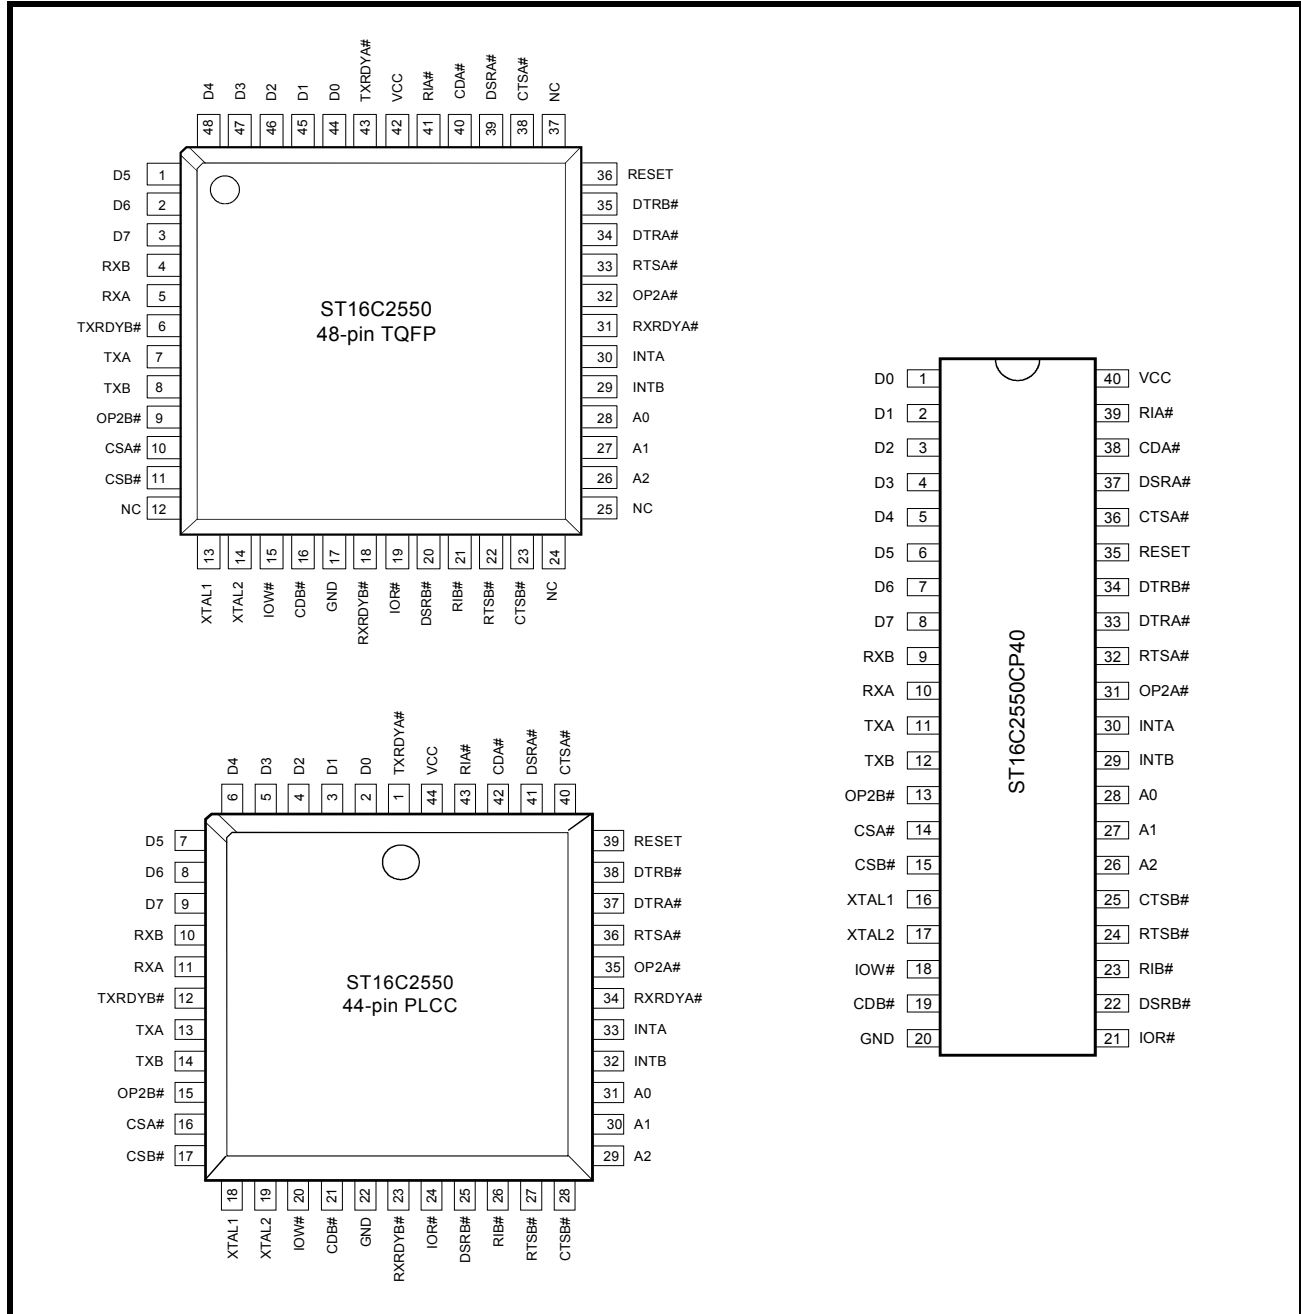 D4 D3 D2 D1 D0 TXRDYA# VCC RIA# CDA# DSRA# CTSA# NC
48 47 46 45 44 43 42 41 40 39 38 37
D5 1
D6 2
D7 3
RXB 4
RXA 5
TXRDYB# 6
TXA 7
TXB 8
OP2B# 9
CSA# 10
CSB# 11
NC 12
ST16C2550
48-pin TQFP
36 RESET
35 DTRB#
34 DTRA#
33 RTSA#
32 OP2A#
31 RXRDYA#
30 INTA
29 INTB
28 A0
27 A1
26 A2
25 NC
13 14 15 16 17 18 19 20 21 22 23 24
XTAL1 XTAL2 IOW# CDB# GND RXRDYB# IOR# DSRB# RIB# RTSB# CTSB# NC
D4 D3 D2 D1 D0 TXRDYA# VCC RIA# CDA# DSRA# CTSA#
6 5 4 3 2 1 44 43 42 41 40
D5 7
D6 8
D7 9
RXB 10
RXA 11
TXRDYB# 12
TXA 13
TXB 14
OP2B# 15
CSA# 16
CSB# 17
ST16C2550
44-pin PLCC
39 RESET
38 DTRB#
37 DTRA#
36 RTSA#
35 OP2A#
34 RXRDYA#
33 INTA
32 INTB
31 A0
30 A1
29 A2
18 19 20 21 22 23 24 25 26 27 28
XTAL1 XTAL2 IOW# CDB# GND RXRDYB# IOR# DSRB# RIB# RTSB# CTSB#
D0 1
D1 2
D2 3
D3 4
D4 5
D5 6
D6 7
D7 8
RXB 9
RXA 10
TXA 11
TXB 12
OP2B# 13
CSA# 14
CSB# 15
XTAL1 16
XTAL2 17
IOW# 18
CDB# 19
GND 20
ST16C2550CP40
40 VCC
39 RIA#
38 CDA#
37 DSRA#
36 CTSA#
35 RESET
34 DTRB#
33 DTRA#
32 RTSA#
31 OP2A#
30 INTA
29 INTB
28 A0
27 A1
26 A2
25 CTSB#
24 RTSB#
23 RIB#
22 DSRB#
21 IOR#